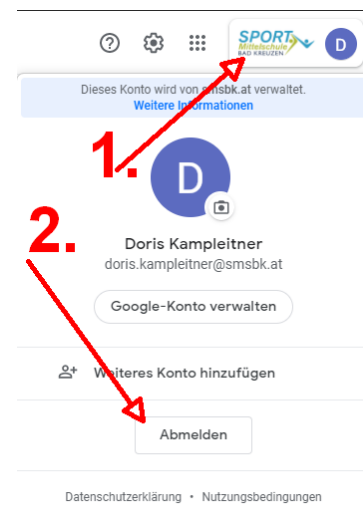 SPORT
Mittelschule
BAD KREUZEN
D
Dieses Konto wird von smsbk.at verwaltet.
Weitere Informationen
1.
D
2.
Doris Kampleitner
doris.kampleitner@smsbk.at
Google-Konto verwalten
Weiteres Konto hinzufügen
Abmelden
Datenschutzerklärung • Nutzungsbedingungen